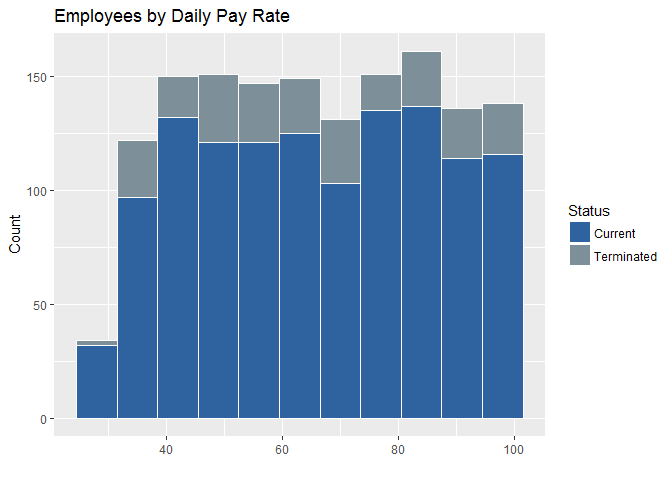 Employees by Daily Pay Rate
150
100
50
0
Count
40 60 80 100
Status
Current
Terminated